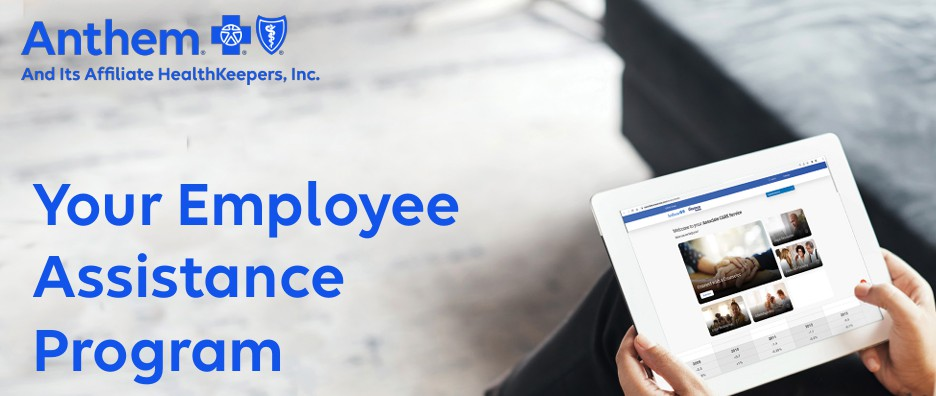 Anthem
And Its Affiliate HealthKeepers, Inc.
Your Employee
Assistance
Program